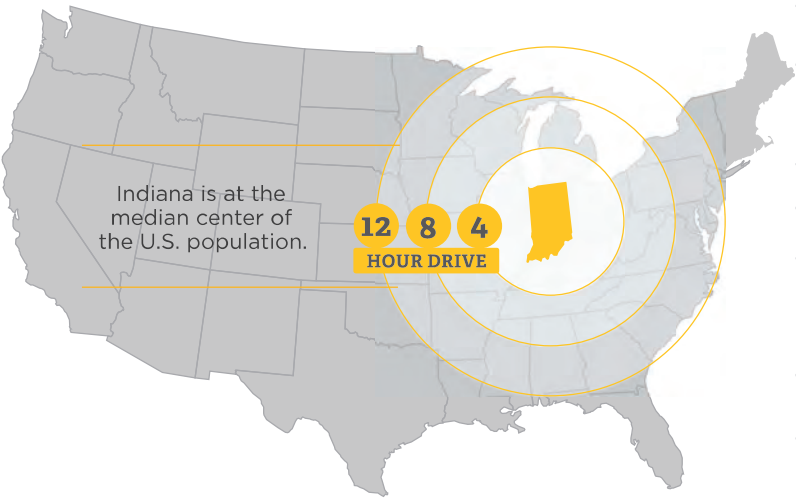 Indiana is at the
median center of
the U.S. population.
12 8 4
HOUR DRIVE